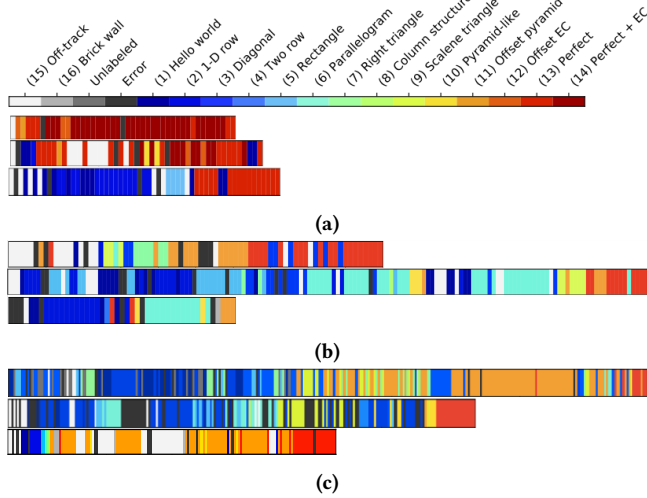 (15) Off-track
(16) Brick wall
Unlabeled
Error
(1) Hello world
(2) 1-D row
(3) Diagonal
(4) Two row
(5) Rectangle
(6) Parallelogram
(7) Right triangle
(8) Column structure
(9) Scalene triangle
(10) Pyramid-like
(11) Offset pyramid
(12) Offset EC
(13) Perfect
(14) Perfect + EC
(a)
(b)
(c)